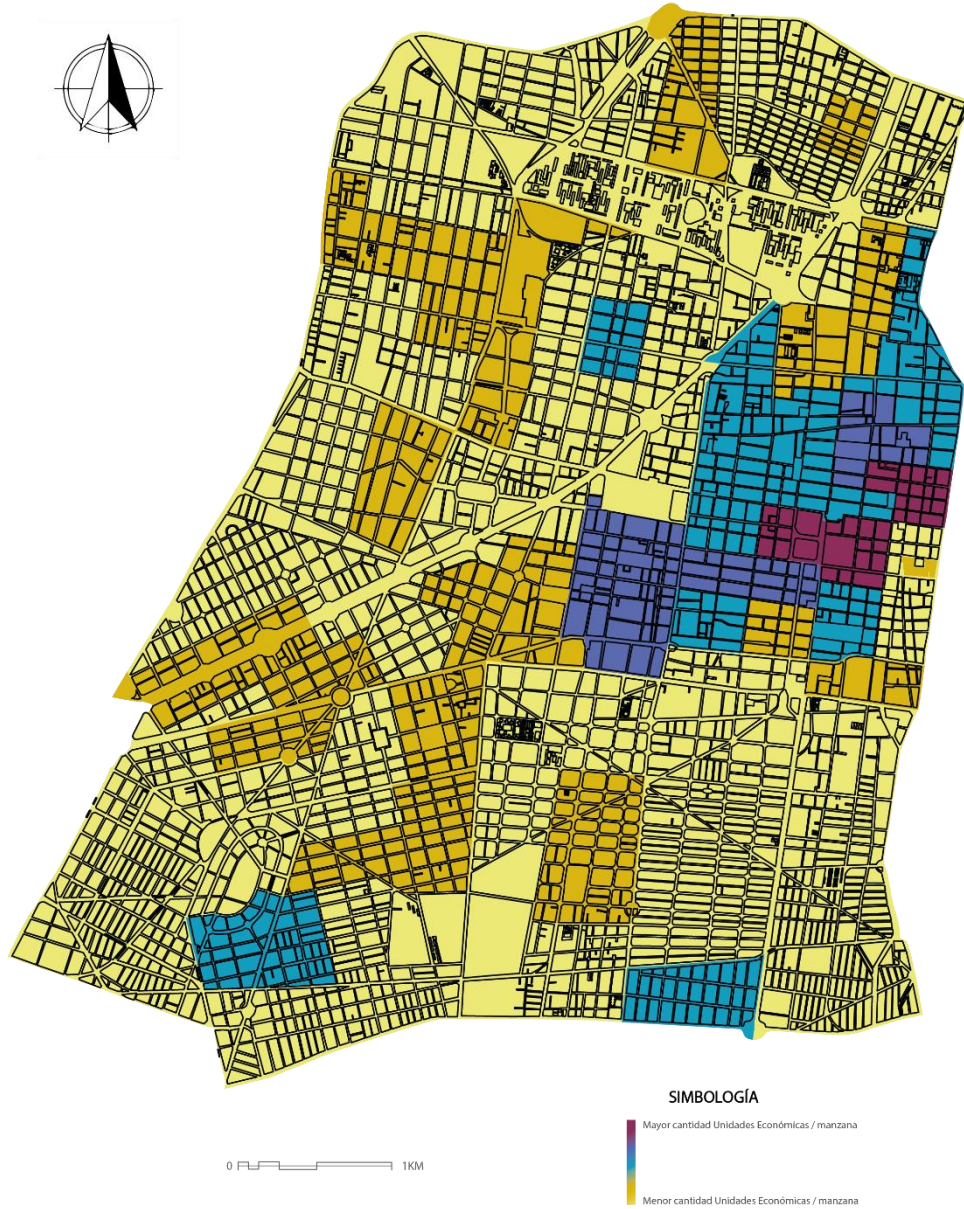 SIMBOLOGÍA
Mayor cantidad Unidades Económicas / manzana
0 1KM
Menor cantidad Unidades Económicas / manzana